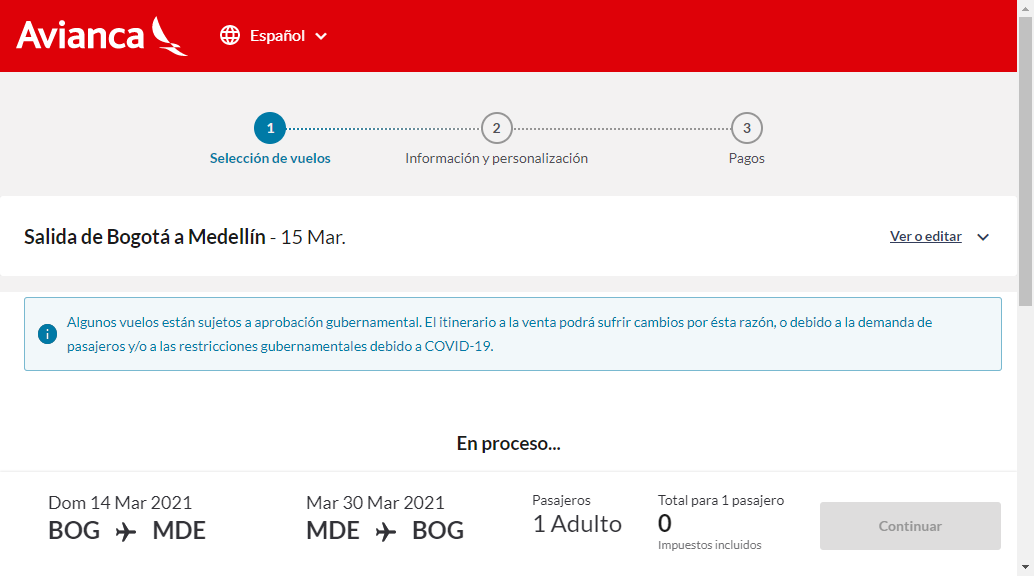 Avianca
Español
1
2
3
Selección de vuelos
Información y personalización
Pagos
Salida de Bogotá a Medellín - 15 Mar.
Ver o editar
i
Algunos vuelos están sujetos a aprobación gubernamental. El itinerario a la venta podrá sufrir cambios por ésta razón, o debido a la demanda de
pasajeros y/o a las restricciones gubernamentales debido a COVID-19.
En proceso...
Dom 14 Mar 2021
BOG MDE
Mar 30 Mar 2021
MDE BOG
Pasajeros
1 Adulto
Total para 1 pasajero
0
Impuestos incluidos
Continuar